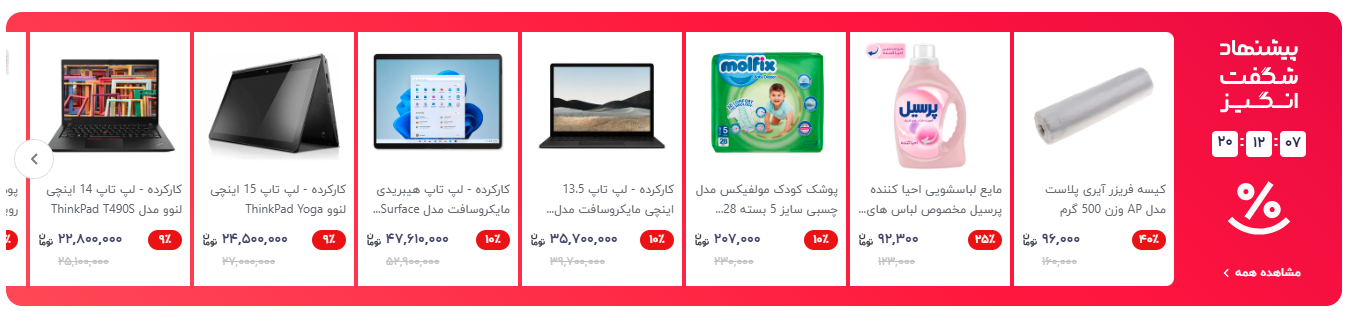 پیشنهاد
شگفت
انگیز
۲۰ : ۱۲ : ۰۷
مشاهده همه
کیسه فریزر آیری پلاست
مدل AP وزن 500 گرم
۴۰٪
۹۶,۰۰۰ تومان
۱۶۰,۰۰۰
پرسیل
مایع لباسشویی احیا کننده
پرسیل مخصوص لباس های...
۲۵٪
۹۲,۳۰۰ تومان
۱۲۳,۰۰۰
molfix
5
28
پوشک کودک مولفیکس مدل
چسبی سایز 5 بسته 28...
۱۰٪
۲۰۷,۰۰۰ تومان
۲۳۰,۰۰۰
کارکرده - لپ تاپ 13.5
اینچی مایکروسافت مدل...
۱۰٪
۳۵,۷۰۰,۰۰۰ تومان
۳۹,۷۰۰,۰۰۰
کارکرده - لپ تاپ هیبریدی
مایکروسافت مدل Surface...
۱۰٪
۴۷,۶۱۰,۰۰۰ تومان
۵۲,۹۰۰,۰۰۰
کارکرده - لپ تاپ 15 اینچی
لنوو ThinkPad Yoga
۹٪
۲۴,۵۰۰,۰۰۰ تومان
۲۷,۰۰۰,۰۰۰
کارکرده - لپ تاپ 14 اینچی
لنوو مدل ThinkPad T490S
۹٪
۲۲,۸۰۰,۰۰۰ تومان
۲۵,۱۰۰,۰۰۰